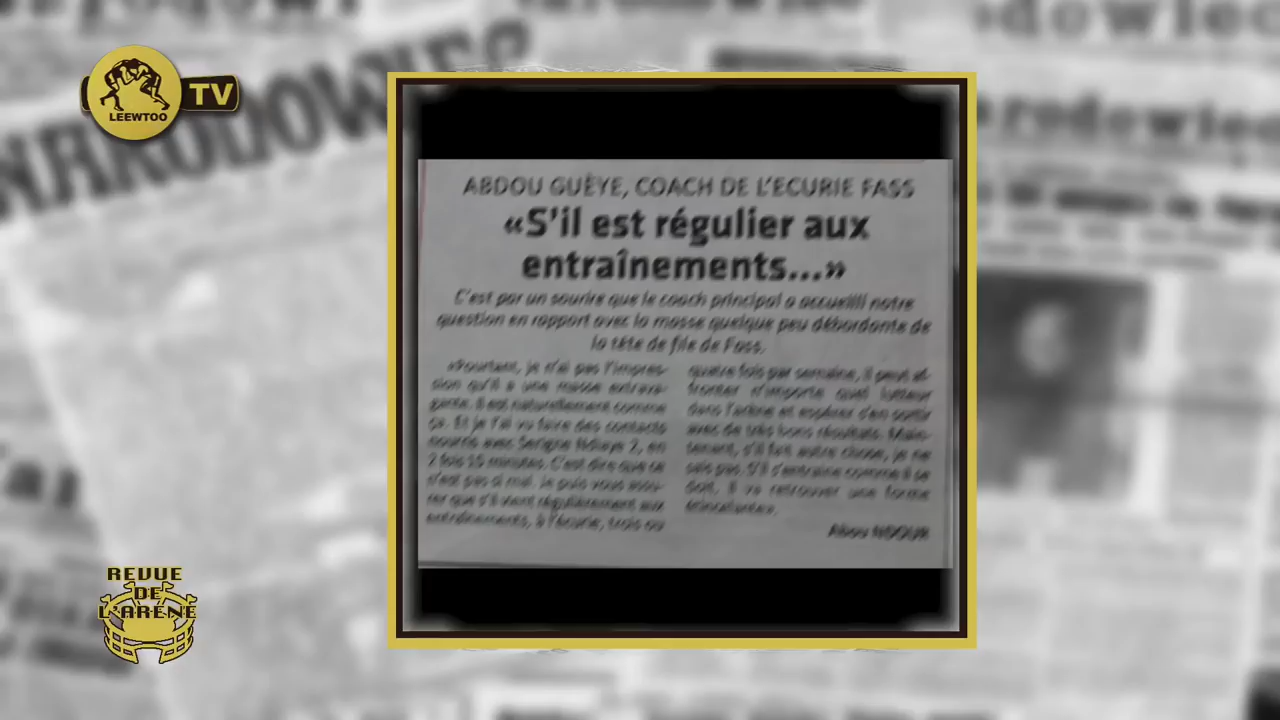 LEEWTOO
TV
NARODOWIEC
ABDOU GUÈYE, COACH DE L'ECURIE FASS
«S'il est régulier aux
entraînements...»
C'est par un sourire que le coach principal a accueilli notre
question en rapport avec la masse quelque peu débordante de
la tête de file de Fass.
«Pourtant, je n'ai pas l'impres-
sion qu'il a une masse extrava-
gante. Il est naturellement comme
ça. Et je l'ai vu faire des contacts
nourris avec Serigne Ndiaye 2, en
2 fois 15 minutes. C'est dire que ce
n'est pas si mal. Je puis vous assu-
rer que s'il vient régulièrement aux
entraînements, à l'écurie, trois ou
quatre fois par semaine, il peut af-
fronter n'importe quel lutteur
dans l'arène et espérer d'en sortir
avec de très bons résultats. Main-
tenant, s'il fait autre chose, je ne
sais pas. S'il s'entraîne comme il se
doit, il va retrouver une forme
Abou NDOUR
REVUE
DE
L'ARÈNE